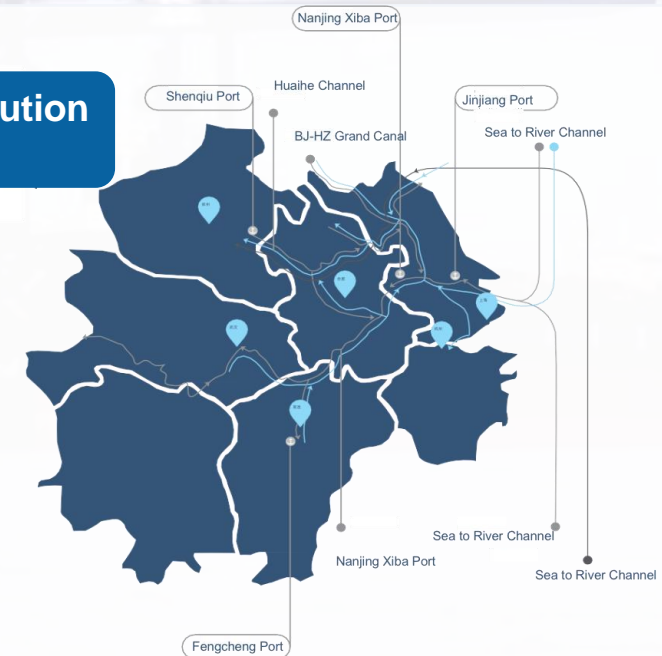 Nanjing Xiba Port
ution
Huaihe Channel
Shenqiu Port
Jinjiang Port
BJ-HZ Grand Canal
Sea to River Channel
Sea to River Channel
Nanjing Xiba Port
Sea to River Channel
Fengcheng Port